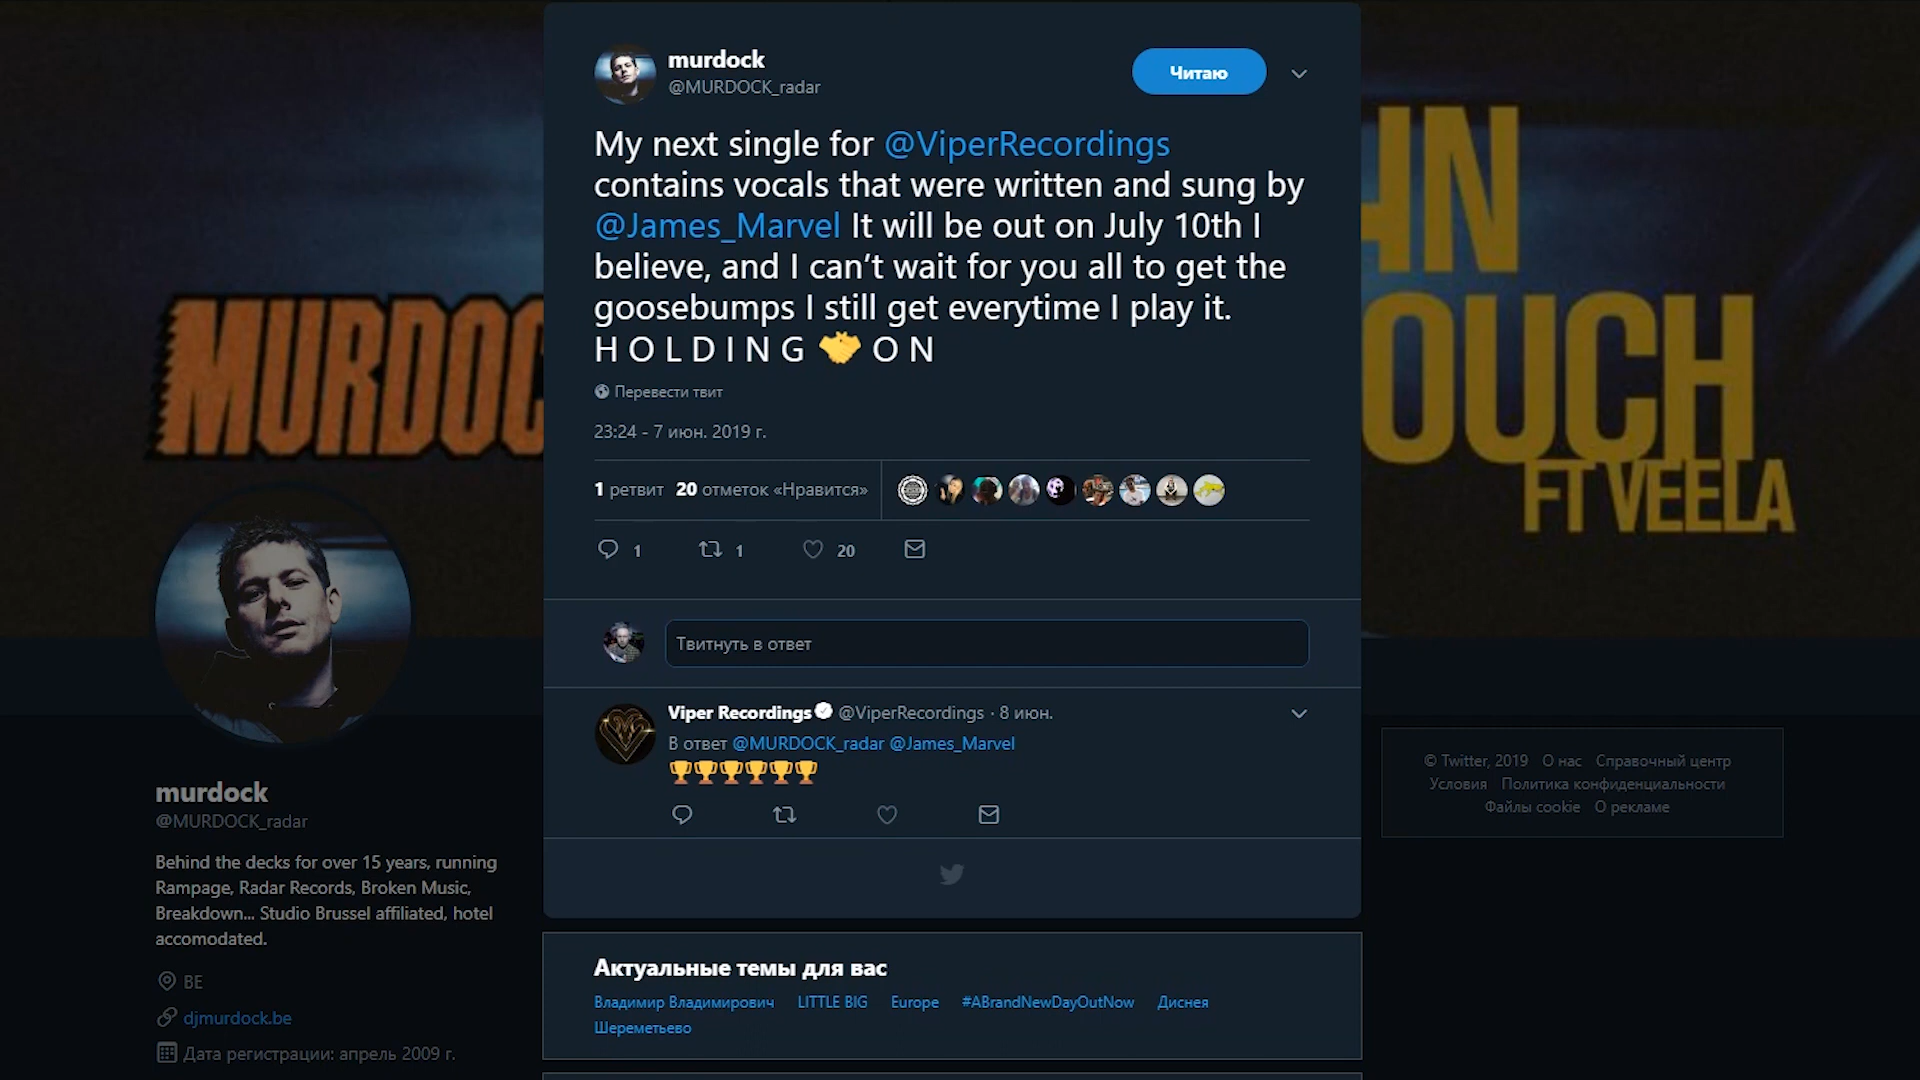 murdock
@MURDOCK_radar
Читаю
My next single for @ViperRecordings
contains vocals that were written and sung by
@James_Marvel It will be out on July 10th I
believe, and I can’t wait for you all to get the
goosebumps I still get everytime I play it.
H O L D I N G 🤝 O N
Перевести твит
23:24 - 7 июн. 2019 г.
1 ретвит 20 отметок «Нравится»
1 1 20
Твитнуть в ответ
Viper Recordings @ViperRecordings · 8 июн.
В ответ @MURDOCK_radar @James_Marvel
🏆🏆🏆🏆🏆🏆
Актуальные темы для вас
Владимир Владимирович LITTLE BIG Europe #ABrandNewDayOutNow Диснея
Шереметьево
MURDOC
HN
OUCH
FT VEELA
murdock
@MURDOCK_radar
Behind the decks for over 15 years, running
Rampage, Radar Records, Broken Music,
Breakdown... Studio Brussel affiliated, hotel
accomodated.
BE
djmurdock.be
Дата регистрации: апрель 2009 г.
© Twitter, 2019 О нас Справочный центр
Условия Политика конфиденциальности
Файлы cookie О рекламе